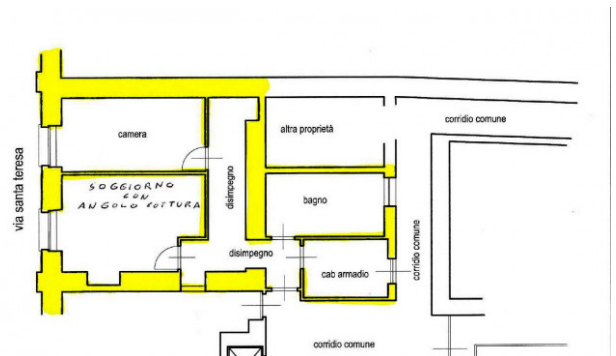 camera
altra proprietà
corridio comune
via santa teresa
disimpegno
SOGGIORNO
CON
ANGOLO COTTURA
bagno
disimpegno
cab armadio
corridio comune
corridio comune